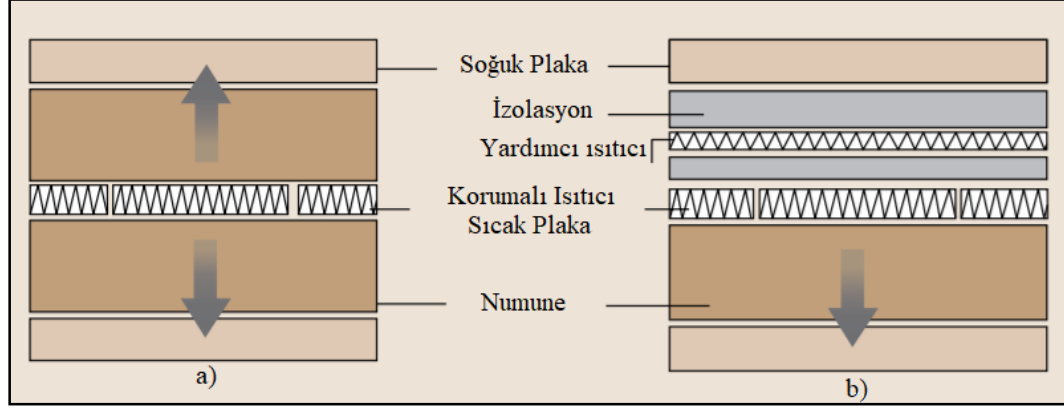 Soğuk Plaka
İzolasyon
Yardımcı ısıtıcı
Korumalı Isıtıcı
Sıcak Plaka
Numune
a)
b)